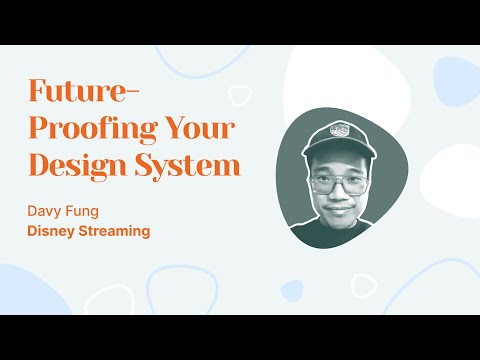 Future-
Proofing Your
Design System
Davy Fung
Disney Streaming